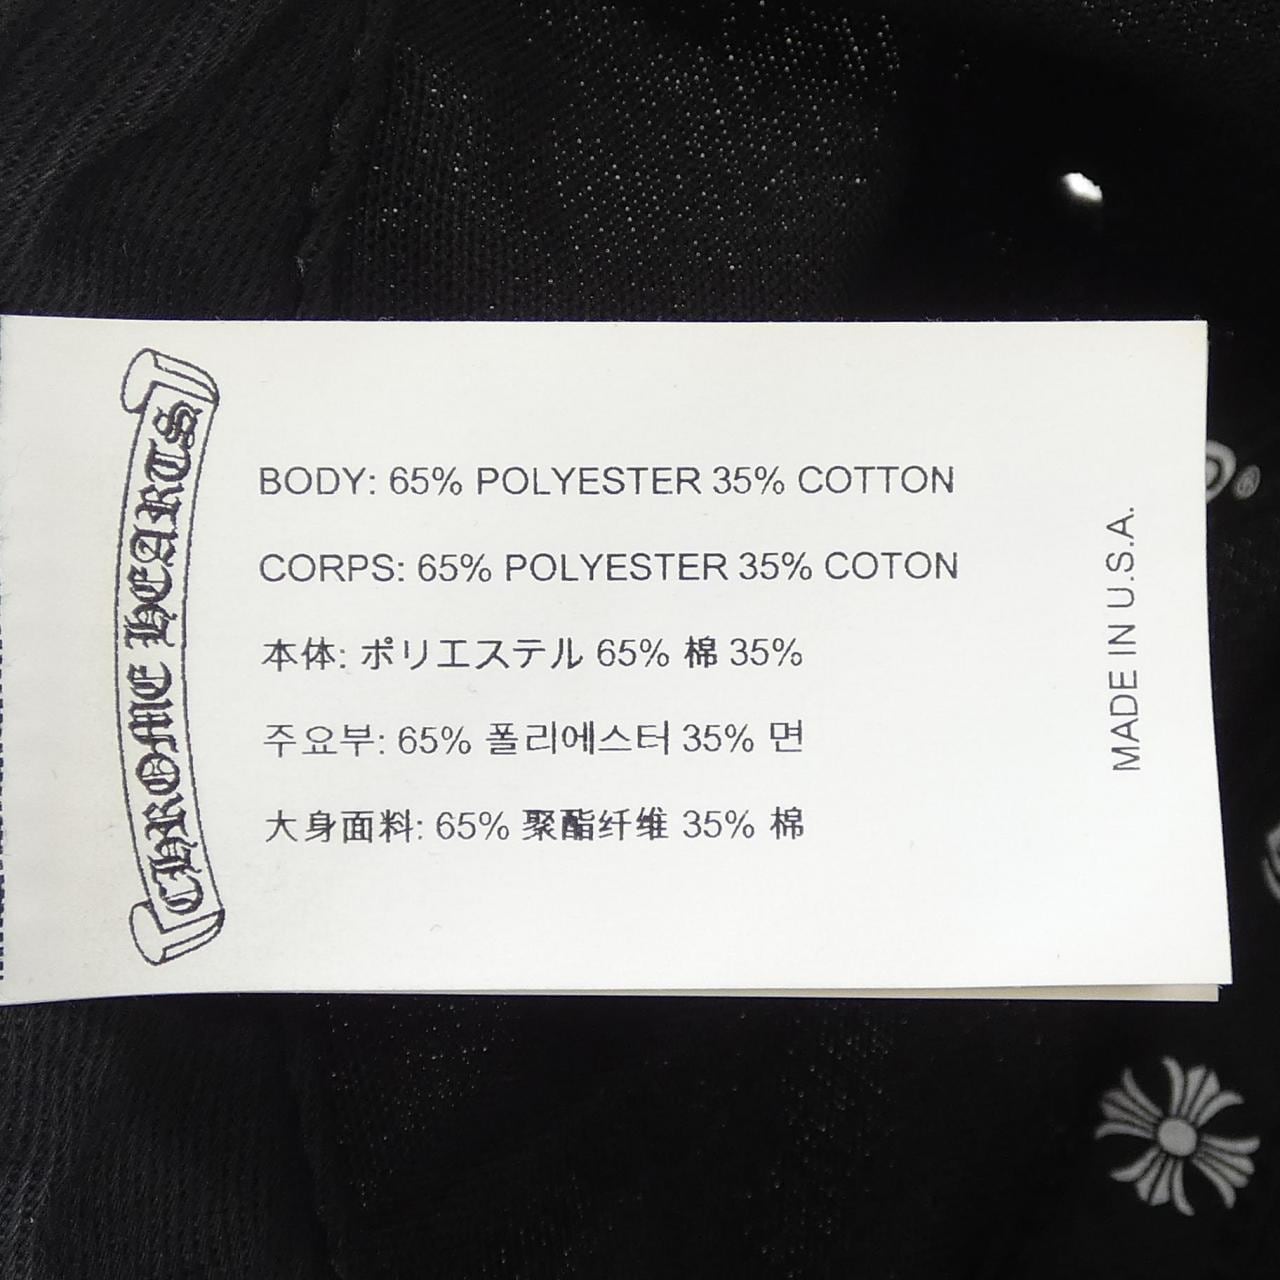 CHROME HEARTS
BODY: 65% POLYESTER 35% COTTON
CORPS: 65% POLYESTER 35% COTON
本体: ポリエステル 65% 棉 35%
주요부: 65% 폴리에스터 35% 면
大身面料: 65% 聚酯纤维 35% 棉
MADE IN U.S.A.
®